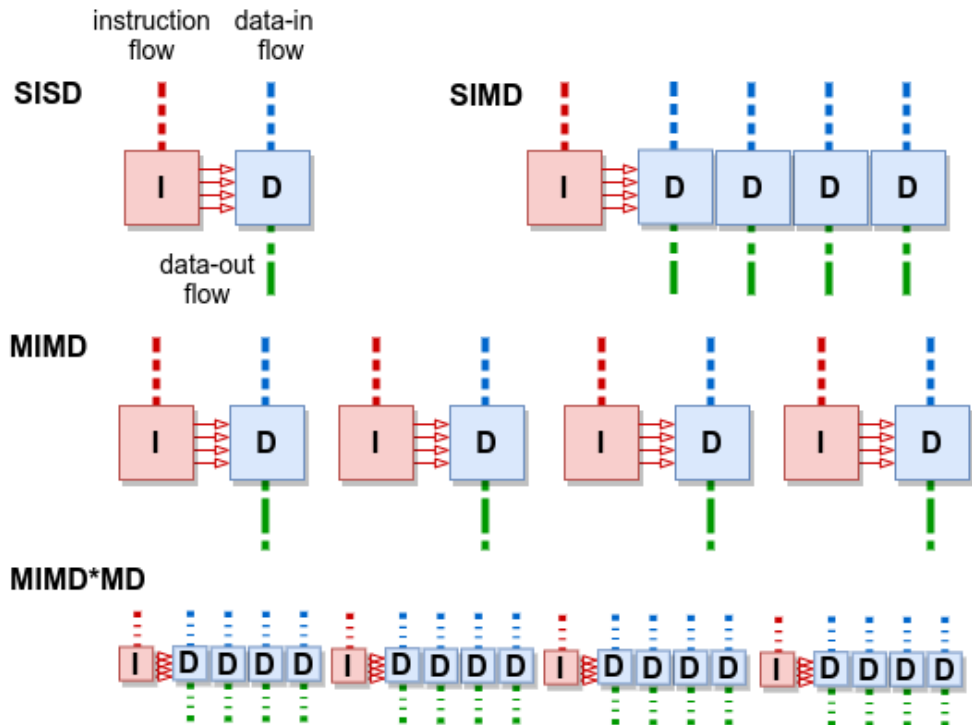 instruction flow
data-in flow
SISD
SIMD
I D
I D D D D
data-out flow
MIMD
I D I D I D I D
MIMD*MD
I D D D D I D D D D I D D D D I D D D D